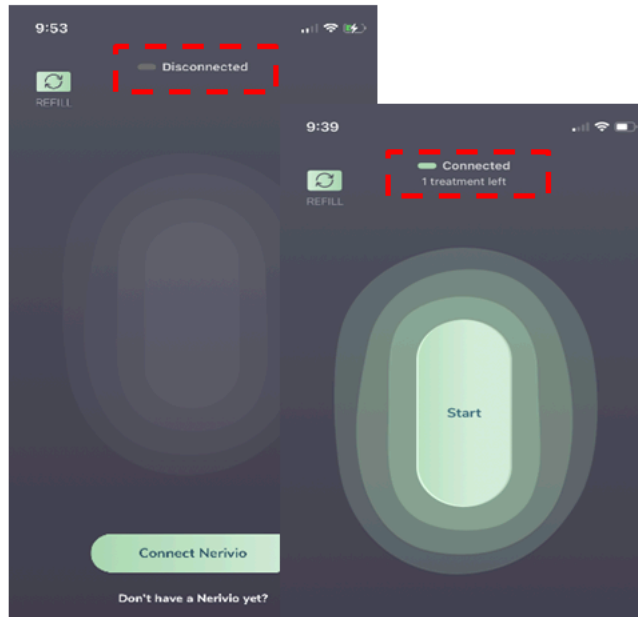 9:53
Disconnected
REFILL
Connect Nerivio
Don't have a Nerivio yet?
9:39
Connected
1 treatment left
REFILL
Start